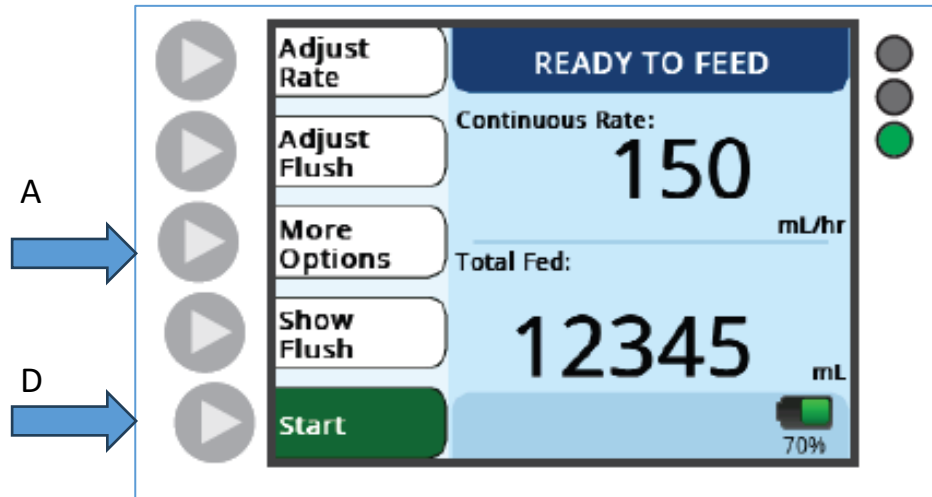 A
D
Adjust
Rate
Adjust
Flush
More
Options
Show
Flush
Start
READY TO FEED
Continuous Rate:
150
mL/hr
Total Fed:
12345
mL
70%